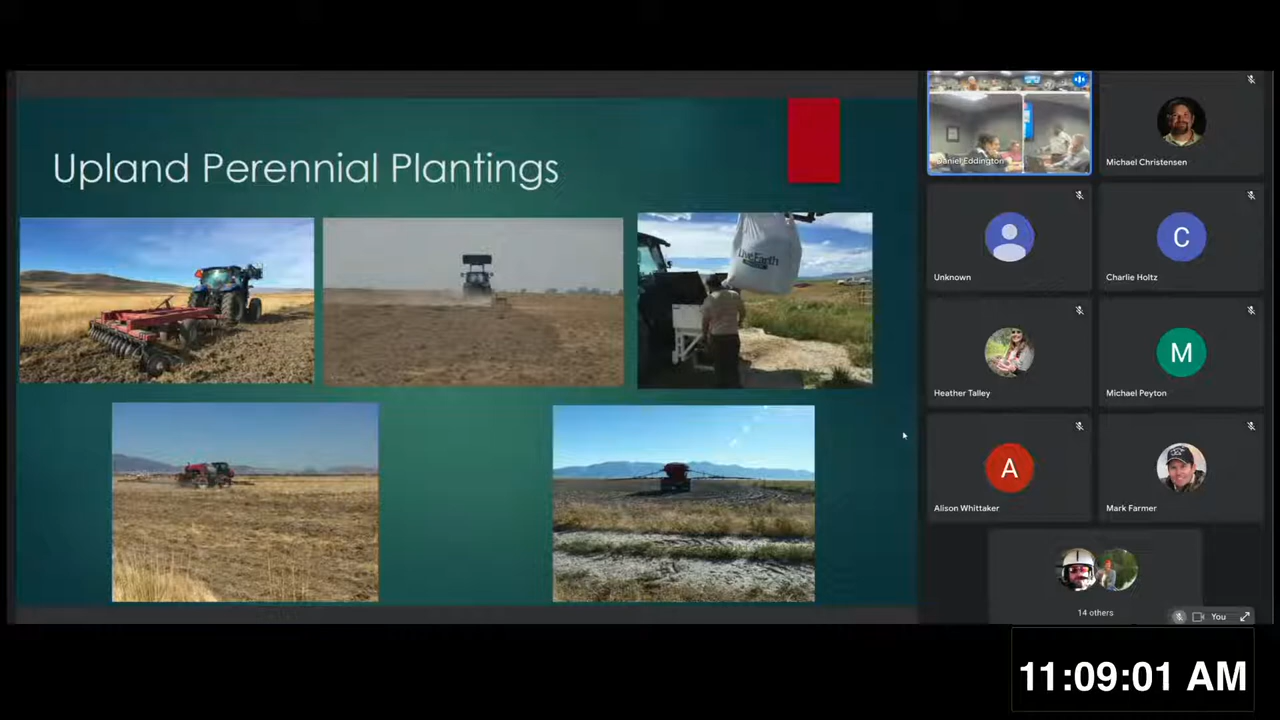 Upland Perennial Plantings
LiveEarth
Daniel Eddington
Michael Christensen
Unknown
C
Charlie Holtz
Heather Talley
M
Michael Peyton
A
Alison Whittaker
Mark Farmer
14 others
You
11:09:01 AM